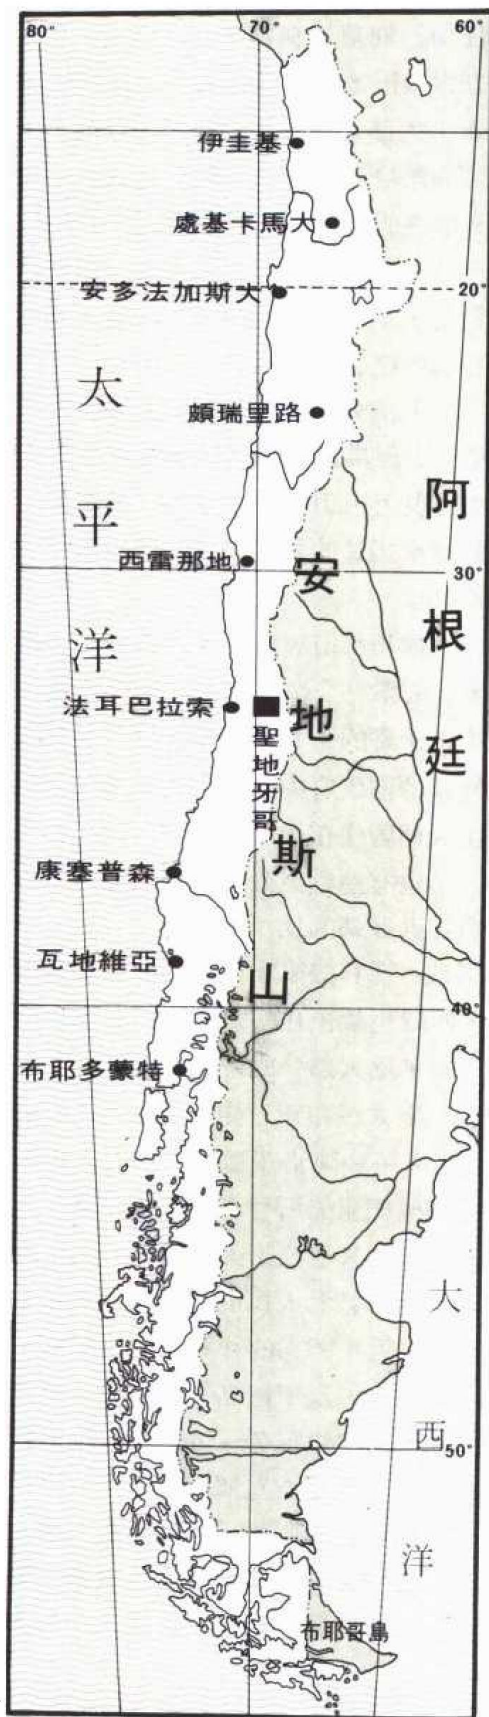 80°
70°
60°
伊圭基
處基卡馬大
安多法加斯大
20°
太平洋
頗瑞里路
阿根廷
西雷那地
30°
安地斯山
法耳巴拉索
聖地牙哥
康塞普森
瓦地維亞
40°
布耶多蒙特
大西洋
50°
布耶哥島